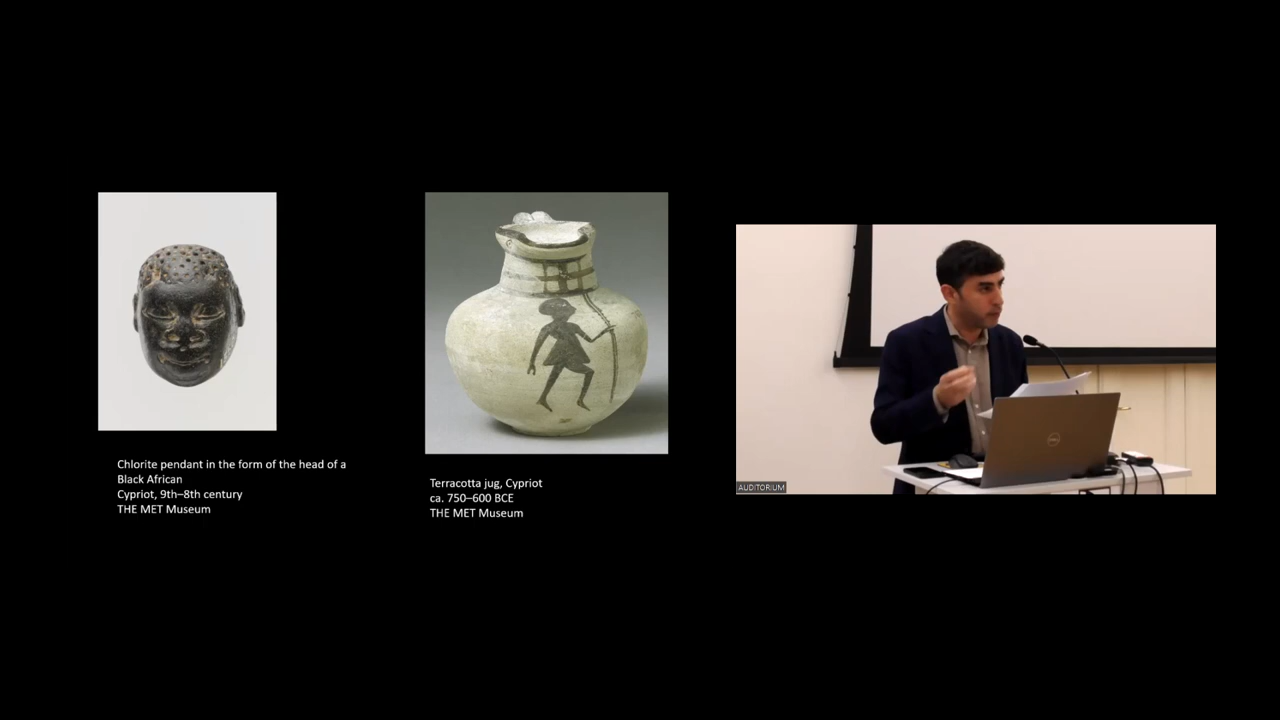 Chlorite pendant in the form of the head of a
Black African
Cypriot, 9th–8th century
THE MET Museum
Terracotta jug, Cypriot
ca. 750–600 BCE
THE MET Museum
AUDITORIUM
DELL